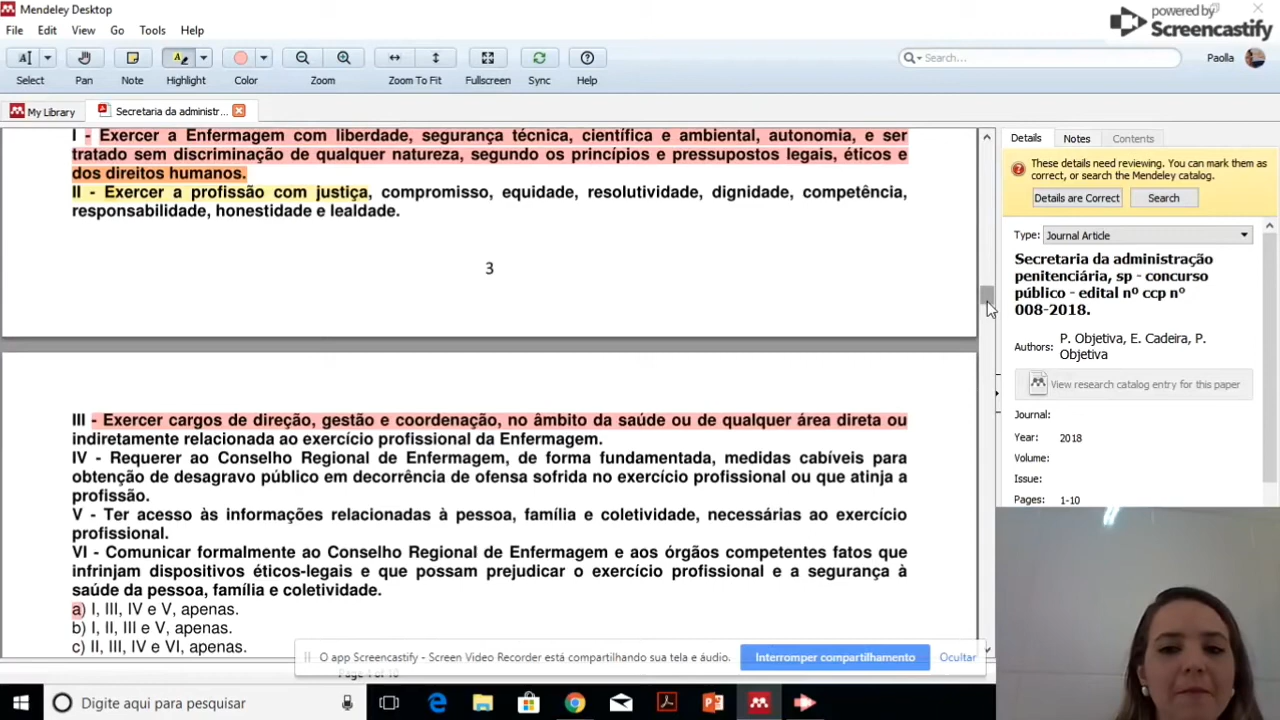 Mendeley Desktop
powered by
Screencastify
File Edit View Go Tools Help
Select Pan Note Highlight Color Zoom Zoom To Fit Fullscreen Sync Help
Search...
Paolla
My Library
Secretaria da administr...
Details Notes Contents
I - Exercer a Enfermagem com liberdade, segurança técnica, científica e ambiental, autonomia, e ser
tratado sem discriminação de qualquer natureza, segundo os princípios e pressupostos legais, éticos e
dos direitos humanos.
II - Exercer a profissão com justiça, compromisso, equidade, resolutividade, dignidade, competência,
responsabilidade, honestidade e lealdade.
3
III - Exercer cargos de direção, gestão e coordenação, no âmbito da saúde ou de qualquer área direta ou
indiretamente relacionada ao exercício profissional da Enfermagem.
IV - Requerer ao Conselho Regional de Enfermagem, de forma fundamentada, medidas cabíveis para
obtenção de desagravo público em decorrência de ofensa sofrida no exercício profissional ou que atinja a
profissão.
V - Ter acesso às informações relacionadas à pessoa, família e coletividade, necessárias ao exercício
profissional.
VI - Comunicar formalmente ao Conselho Regional de Enfermagem e aos órgãos competentes fatos que
infrinjam dispositivos éticos-legais e que possam prejudicar o exercício profissional e a segurança à
saúde da pessoa, família e coletividade.
a) I, III, IV e V, apenas.
b) I, II, III e V, apenas.
c) II, III, IV e VI, apenas.
These details need reviewing. You can mark them as
correct, or search the Mendeley catalog.
Details are Correct Search
Type: Journal Article
Secretaria da administração
penitenciária, sp - concurso
público - edital nº ccp nº
008-2018.
Authors: P. Objetiva, E. Cadeira, P.
Objetiva
View research catalog entry for this paper
Journal:
Year: 2018
Volume:
Issue:
Pages: 1-10
O app Screencastify - Screen Video Recorder está compartilhando sua tela e áudio.
Interromper compartilhamento
Ocultar
Digite aqui para pesquisar